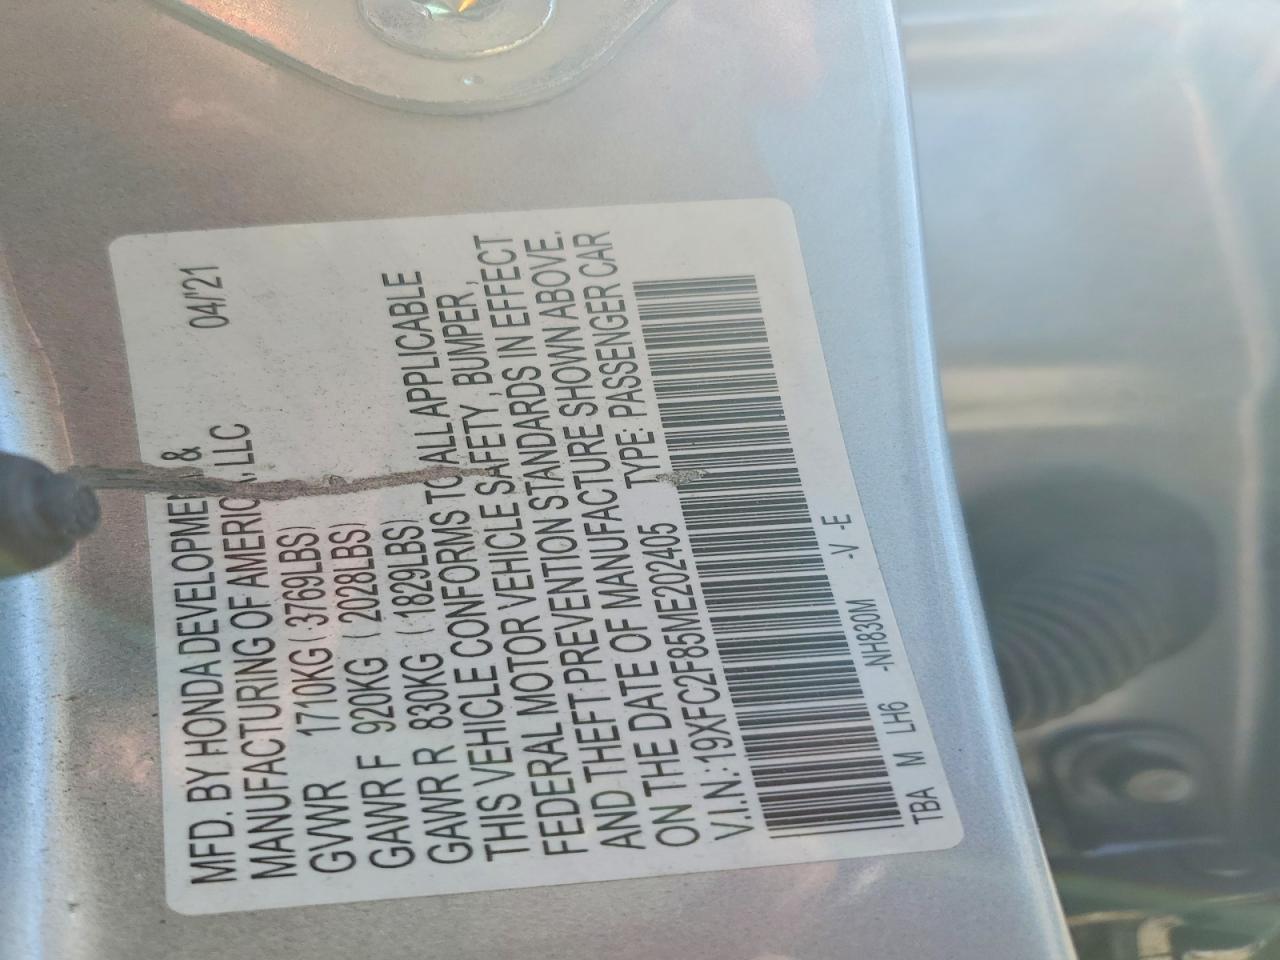 MFD. BY HONDA DEVELOPMENT &
MANUFACTURING OF AMERICA, LLC 04/'21
GVWR 1710KG ( 3769LBS)
GAWR F 920KG ( 2028LBS)
GAWR R 830KG ( 1829LBS)
THIS VEHICLE CONFORMS TO ALL APPLICABLE
FEDERAL MOTOR VEHICLE SAFETY , BUMPER ,
AND THEFT PREVENTION STANDARDS IN EFFECT
ON THE DATE OF MANUFACTURE SHOWN ABOVE.
V.I.N:19XFC2F85ME202405 TYPE: PASSENGER CAR
TBA M LH6 -NH830M -V -E